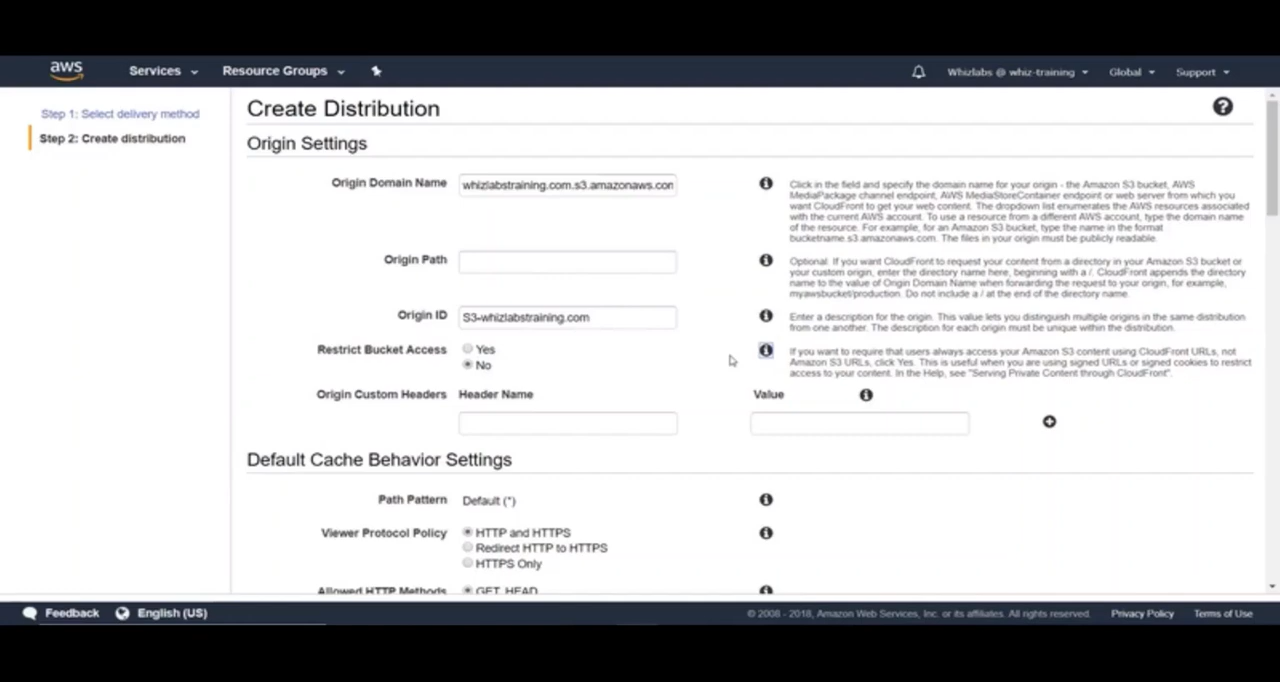 aws
Services
Resource Groups
Whizlabs @ whiz-training
Global
Support
Step 1: Select delivery method
Step 2: Create distribution
Create Distribution
Origin Settings
Origin Domain Name
whizlabstraining.com.s3.amazonaws.con
Click in the field and specify the domain name for your origin - the Amazon S3 bucket, AWS
MediaPackage channel endpoint, AWS MediaStoreContainer endpoint or web server from which you
want CloudFront to get your web content. The dropdown list enumerates the AWS resources associated
with the current AWS account. To use a resource from a different AWS account, type the domain name
of the resource. For example, for an Amazon S3 bucket, type the name in the format
bucketname.s3.amazonaws.com. The files in your origin must be publicly readable.
Origin Path
Optional: If you want CloudFront to request your content from a directory in your Amazon S3 bucket or
your custom origin, enter the directory name here, beginning with a /. CloudFront appends the directory
name to the value of Origin Domain Name when forwarding the request to your origin, for example,
myawsbucket/production. Do not include a / at the end of the directory name.
Origin ID
S3-whizlabstraining.com
Enter a description for the origin. This value lets you distinguish multiple origins in the same distribution
from one another. The description for each origin must be unique within the distribution.
Restrict Bucket Access
Yes
No
If you want to require that users always access your Amazon S3 content using CloudFront URLs, not
Amazon S3 URLs, click Yes. This is useful when you are using signed URLs or signed cookies to restrict
access to your content. In the Help, see "Serving Private Content through CloudFront".
Origin Custom Headers
Header Name
Value
Default Cache Behavior Settings
Path Pattern
Default (*)
Viewer Protocol Policy
HTTP and HTTPS
Redirect HTTP to HTTPS
HTTPS Only
Allowed HTTP Methods
GET, HEAD
Feedback
English (US)
© 2008 - 2018, Amazon Web Services, Inc. or its affiliates. All rights reserved.
Privacy Policy
Terms of Use